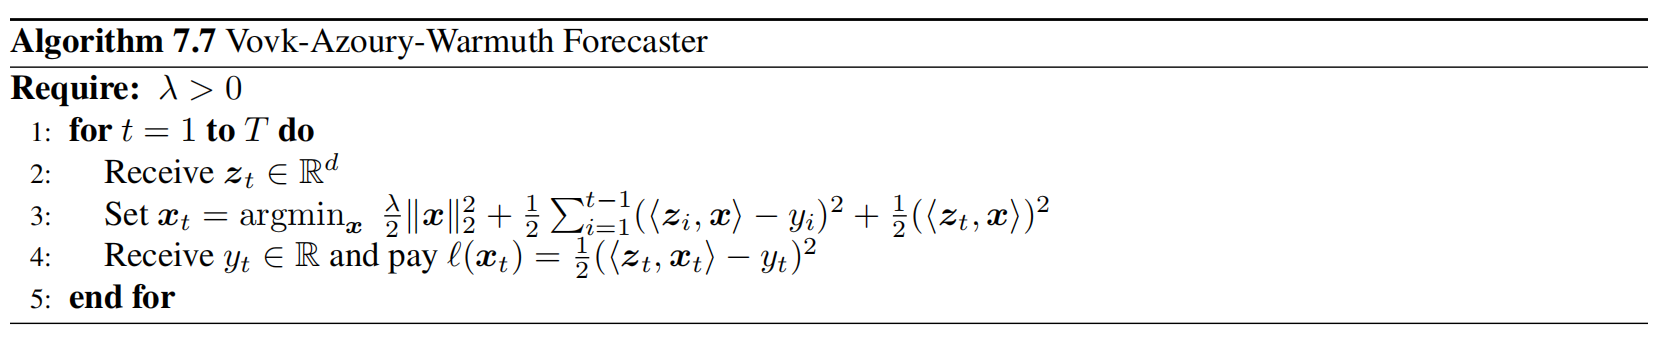 Algorithm 7.7 Vovk-Azoury-Warmuth Forecaster
Require: λ > 0
1: for t = 1 to T do
2: Receive z_t ∈ ℝ^d
3: Set x_t = argmin_x λ/2 ‖x‖_2^2 + 1/2 ∑_{i=1}^{t−1} (⟨z_i, x⟩ − y_i)^2 + 1/2 (⟨z_t, x⟩)^2
4: Receive y_t ∈ ℝ and pay ℓ(x_t) = 1/2 (⟨z_t, x_t⟩ − y_t)^2
5: end for